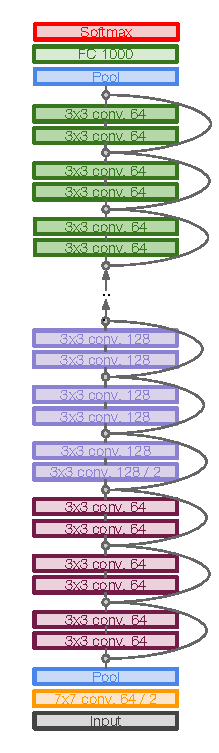 Softmax
FC 1000
Pool
3x3 conv. 64
3x3 conv. 64
3x3 conv. 64
3x3 conv. 64
3x3 conv. 64
3x3 conv. 64
..
3x3 conv. 128
3x3 conv. 128
3x3 conv. 128
3x3 conv. 128
3x3 conv. 128
3x3 conv. 128 / 2
3x3 conv. 64
3x3 conv. 64
3x3 conv. 64
3x3 conv. 64
3x3 conv. 64
3x3 conv. 64
Pool
7x7 conv. 64 / 2
Input